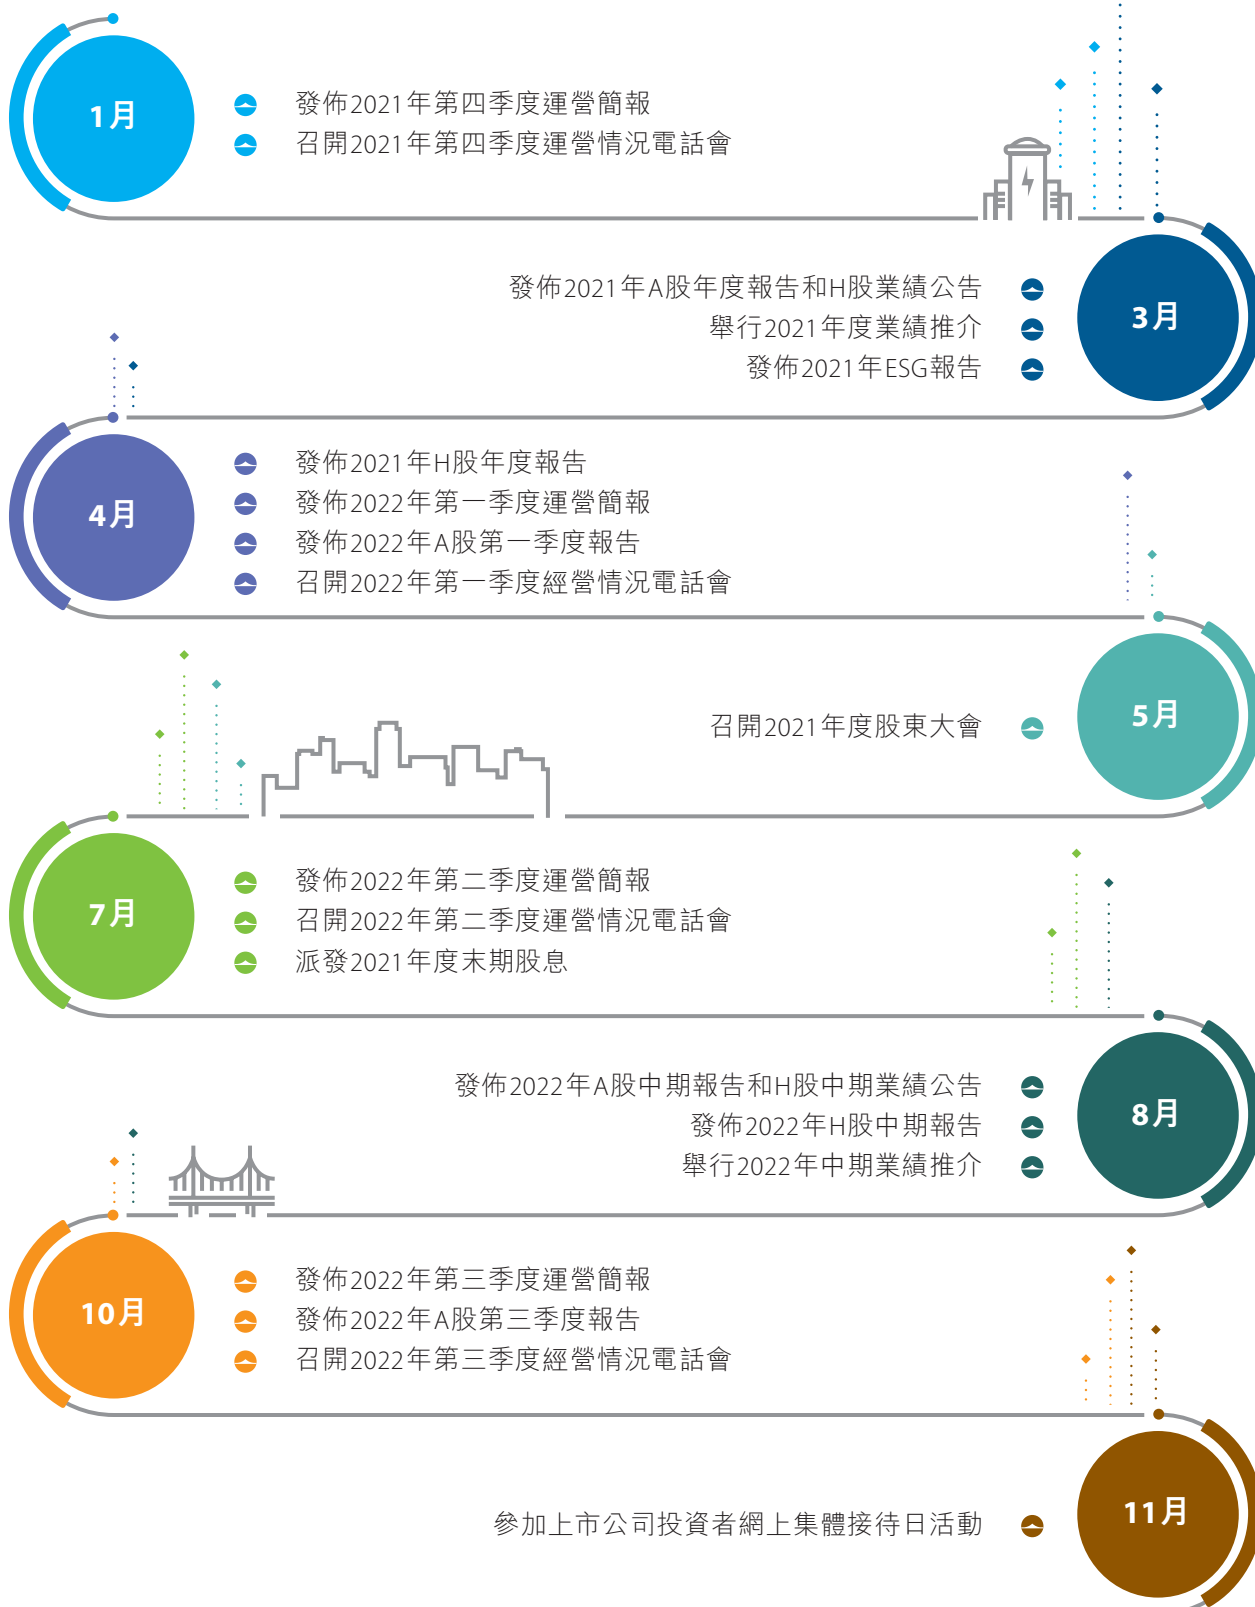 1月
發佈2021年第四季度運營簡報
召開2021年第四季度運營情況電話會
3月
發佈2021年A股年度報告和H股業績公告
舉行2021年度業績推介
發佈2021年ESG報告
4月
發佈2021年H股年度報告
發佈2022年第一季度運營簡報
發佈2022年A股第一季度報告
召開2022年第一季度經營情況電話會
5月
召開2021年度股東大會
7月
發佈2022年第二季度運營簡報
召開2022年第二季度運營情況電話會
派發2021年度末期股息
8月
發佈2022年A股中期報告和H股中期業績公告
發佈2022年H股中期報告
舉行2022年中期業績推介
10月
發佈2022年第三季度運營簡報
發佈2022年A股第三季度報告
召開2022年第三季度經營情況電話會
11月
參加上市公司投資者網上集體接待日活動